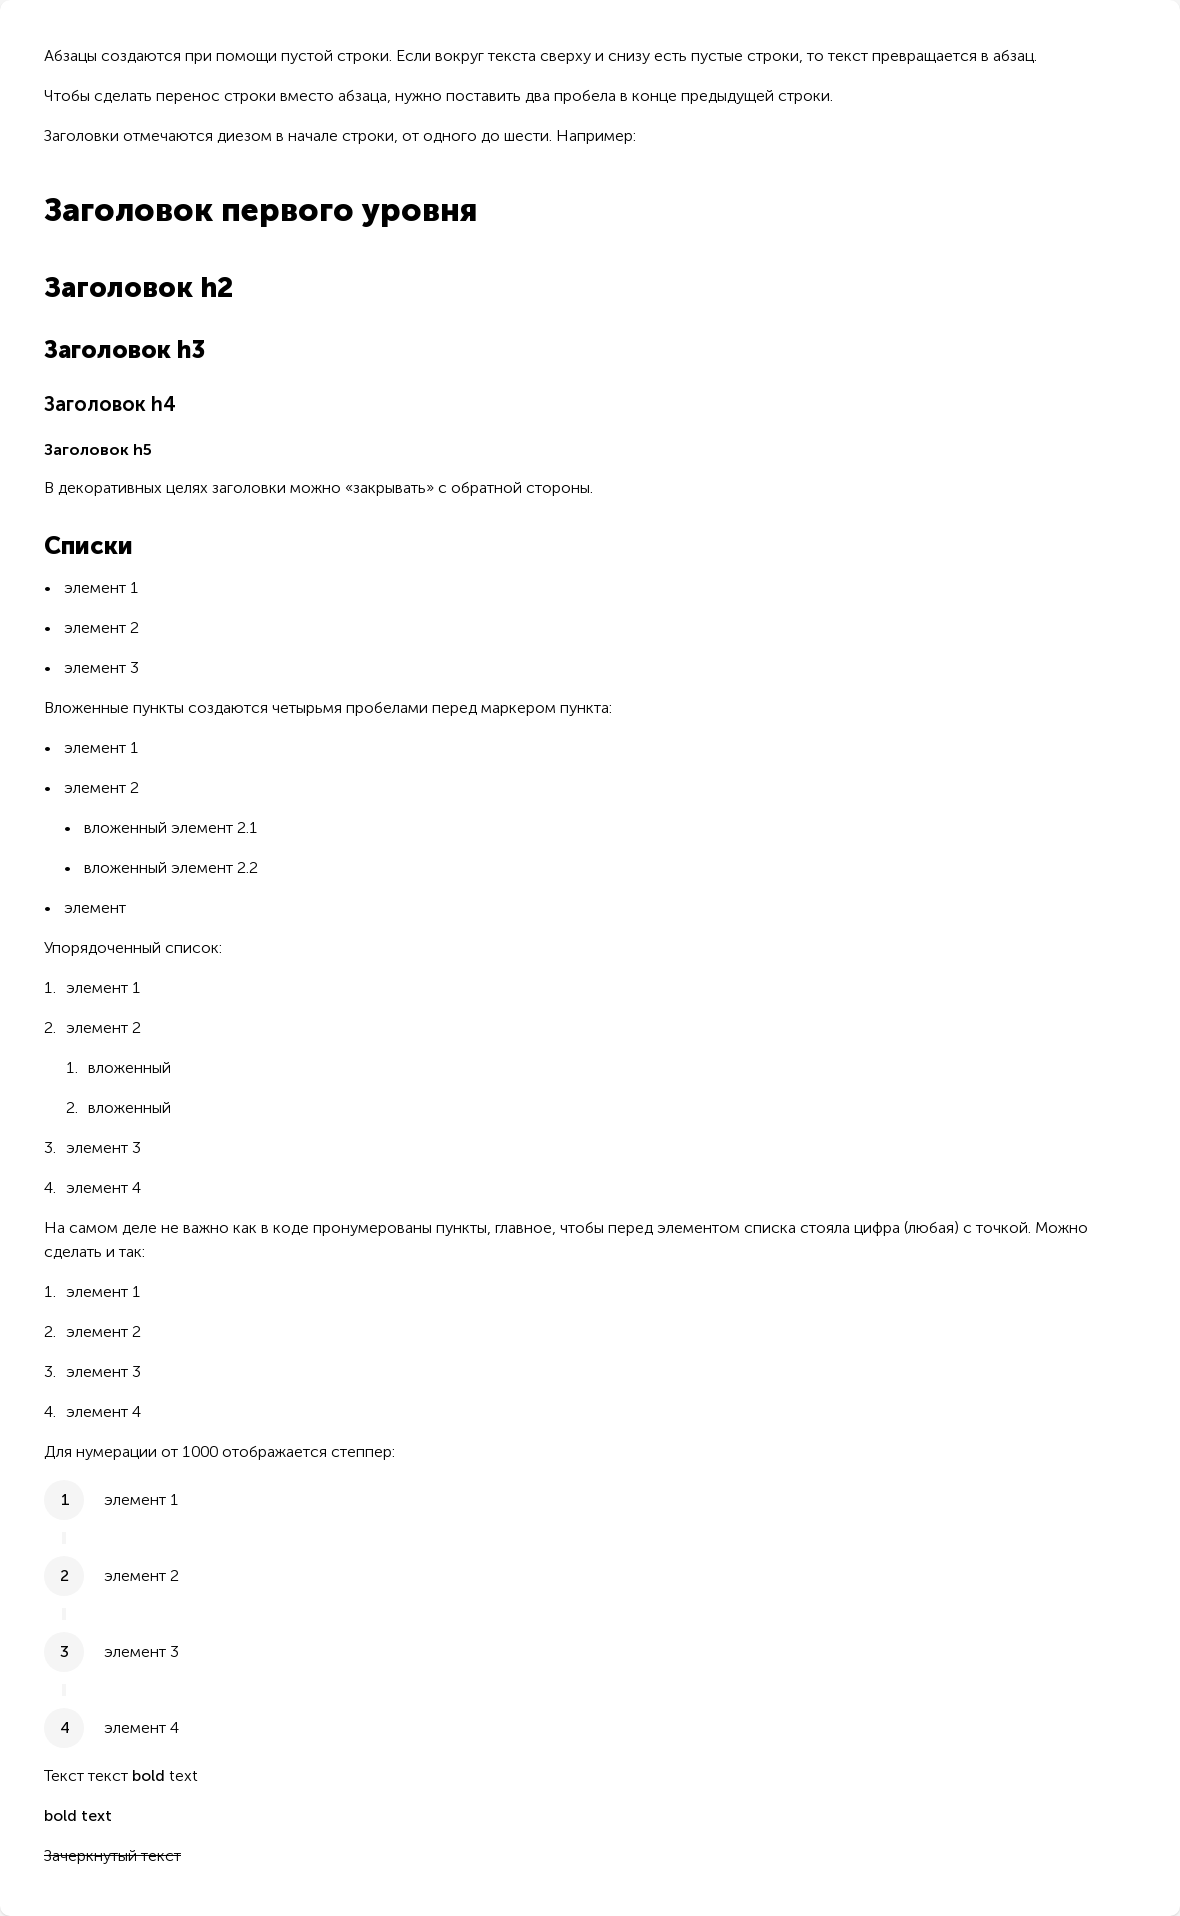 Абзацы создаются при помощи пустой строки. Если вокруг текста сверху и снизу есть пустые строки, то текст превращается в абзац.
Чтобы сделать перенос строки вместо абзаца, нужно поставить два пробела в конце предыдущей строки.
Заголовки отмечаются диезом в начале строки, от одного до шести. Например:
Заголовок первого уровня
Заголовок h2
Заголовок h3
Заголовок h4
Заголовок h5
В декоративных целях заголовки можно «закрывать» с обратной стороны.
Списки
• элемент 1
• элемент 2
• элемент 3
Вложенные пункты создаются четырьмя пробелами перед маркером пункта:
• элемент 1
• элемент 2
• вложенный элемент 2.1
• вложенный элемент 2.2
• элемент
Упорядоченный список:
1. элемент 1
2. элемент 2
1. вложенный
2. вложенный
3. элемент 3
4. элемент 4
На самом деле не важно как в коде пронумерованы пункты, главное, чтобы перед элементом списка стояла цифра (любая) с точкой. Можно
сделать и так:
1. элемент 1
2. элемент 2
3. элемент 3
4. элемент 4
Для нумерации от 1000 отображается степпер:
1 элемент 1
2 элемент 2
3 элемент 3
4 элемент 4
Текст текст bold text
bold text
Зачеркнутый текст